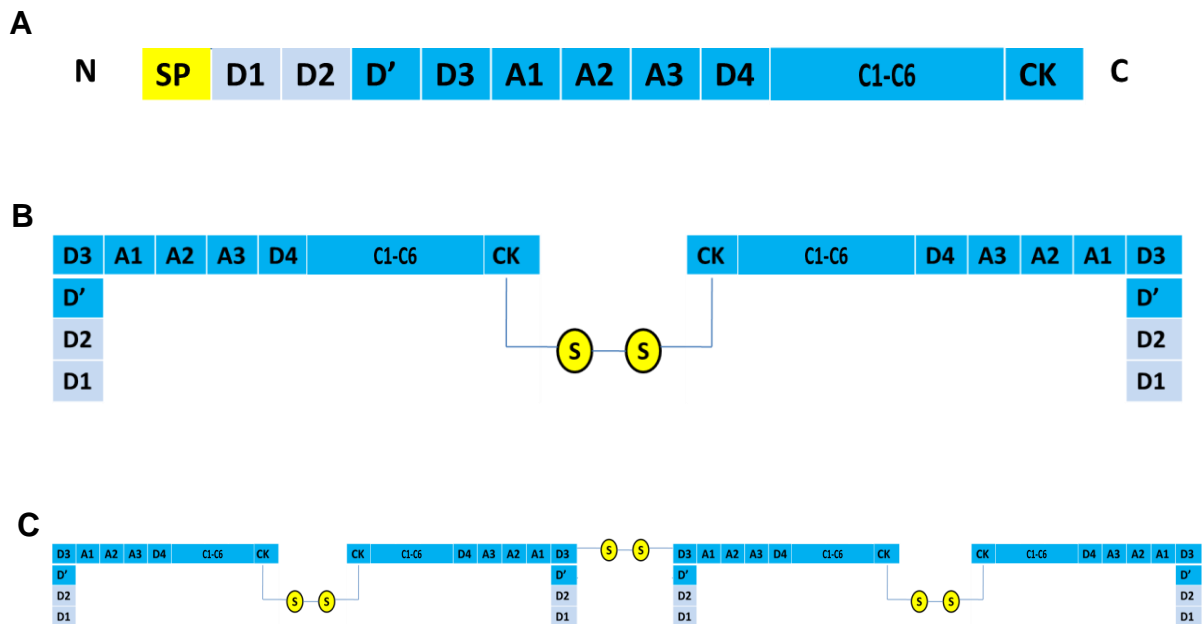 A
N SP D1 D2 D’ D3 A1 A2 A3 D4 C1-C6 CK C
B
D3 A1 A2 A3 D4 C1-C6 CK CK C1-C6 D4 A3 A2 A1 D3
D’ D’
D2 S S D2
D1 D1
C
D3 A1 A2 A3 D4 C1-C6 CK CK C1-C6 D4 A3 A2 A1 D3 S S D3 A1 A2 A3 D4 C1-C6 CK CK C1-C6 D4 A3 A2 A1 D3
D’ D’ D’ D’
D2 S S D2 D2 S S D2
D1 D1 D1 D1